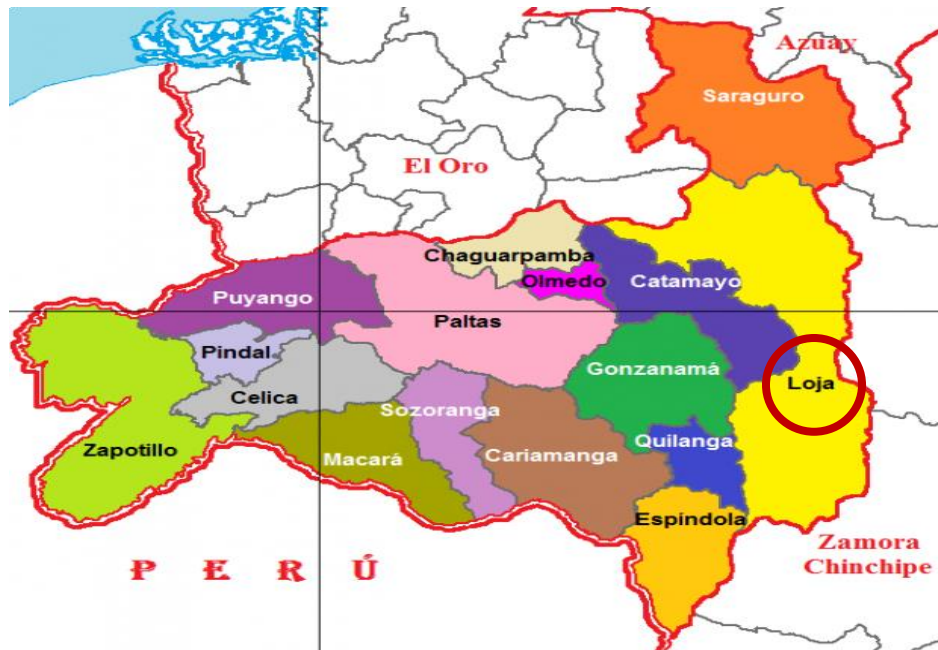 Azuay
Saraguro
El Oro
Chaguarpamba
Olmedo
Catamayo
Puyango
Paltas
Pindal
Gonzanamá
Celica
Loja
Sozoranga
Quilanga
Zapotillo
Macará
Cariamanga
Espíndola
Zamora
Chinchipe
P E R Ú